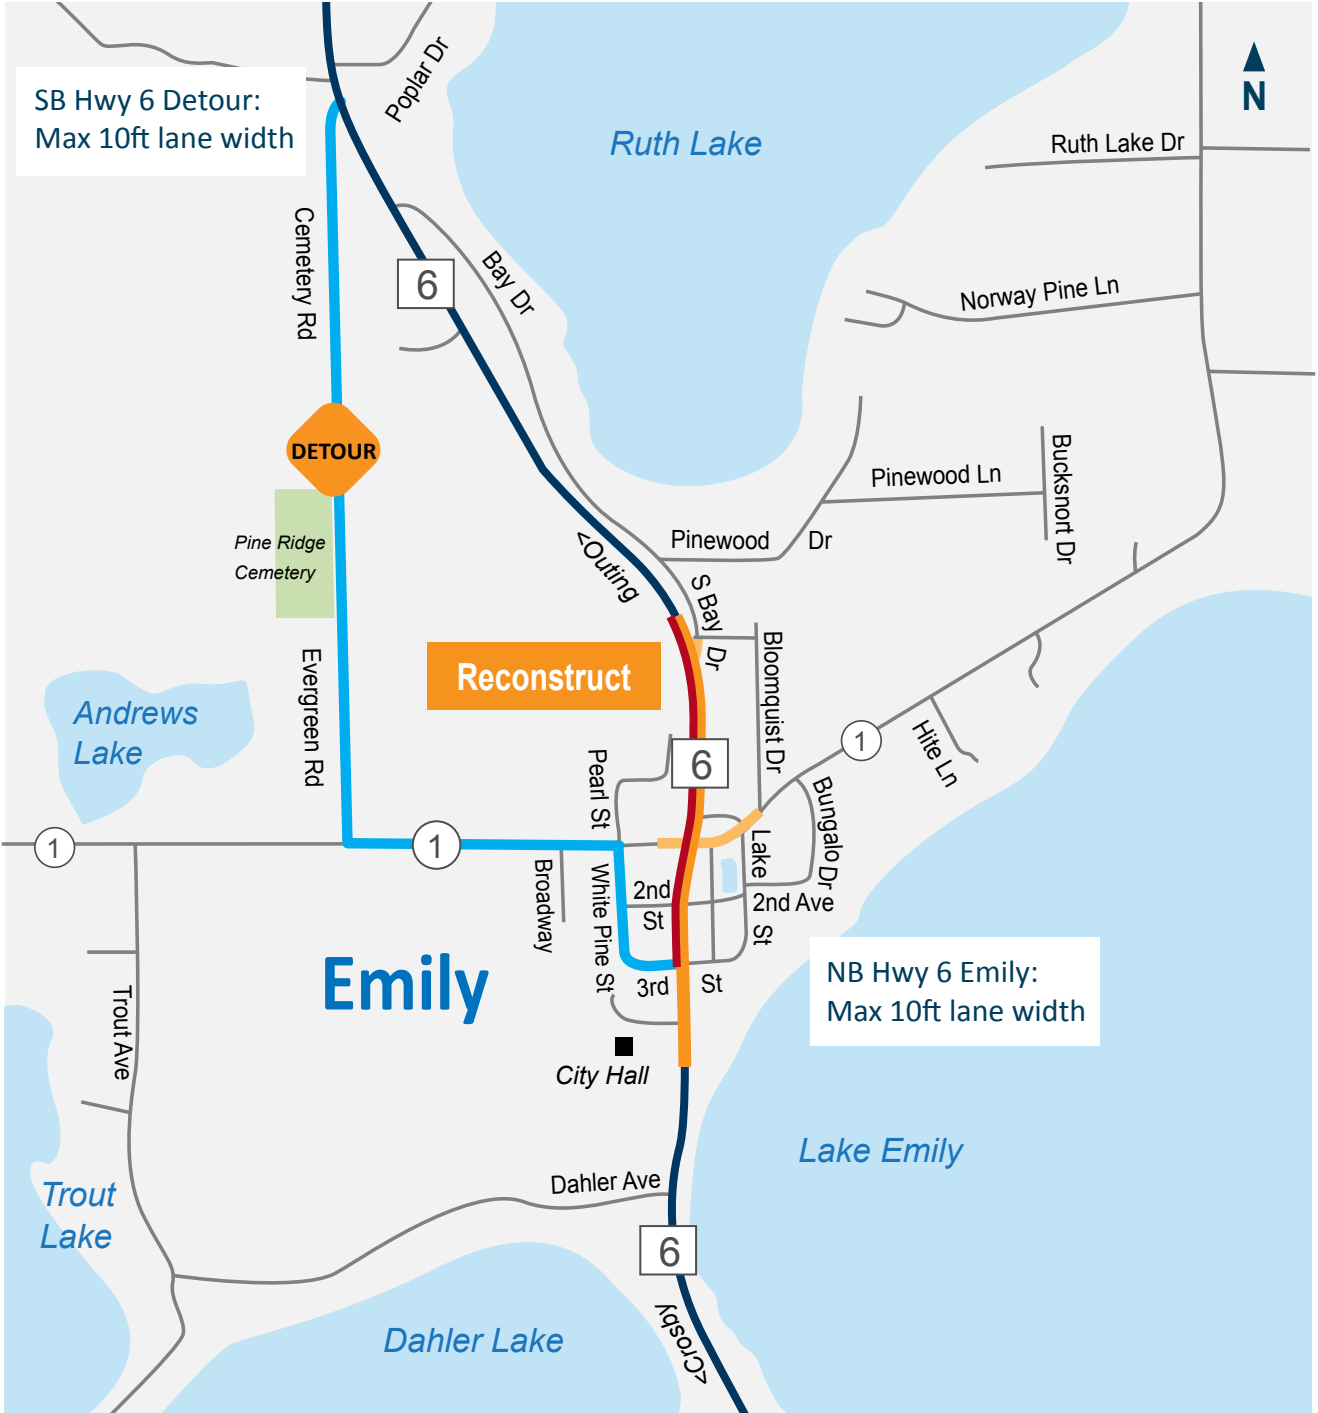 SB Hwy 6 Detour:
Max 10ft lane width
Poplar Dr
Ruth Lake
N
Ruth Lake Dr
Cemetery Rd
6
Bay Dr
Norway Pine Ln
DETOUR
Pinewood Ln
Bucksnort Dr
Pine Ridge
Cemetery
<Outing
Pinewood Dr
S Bay
Dr
Evergreen Rd
Reconstruct
Bloomquist Dr
Andrews
Lake
6
1
Hite Ln
Pearl St
Bungalo Dr
1
1
Broadway
White Pine St
2nd
St
Lake
St
2nd Ave
Emily
3rd St
NB Hwy 6 Emily:
Max 10ft lane width
Trout Ave
City Hall
Lake Emily
Trout
Lake
Dahler Ave
6
Dahler Lake
<Crosby